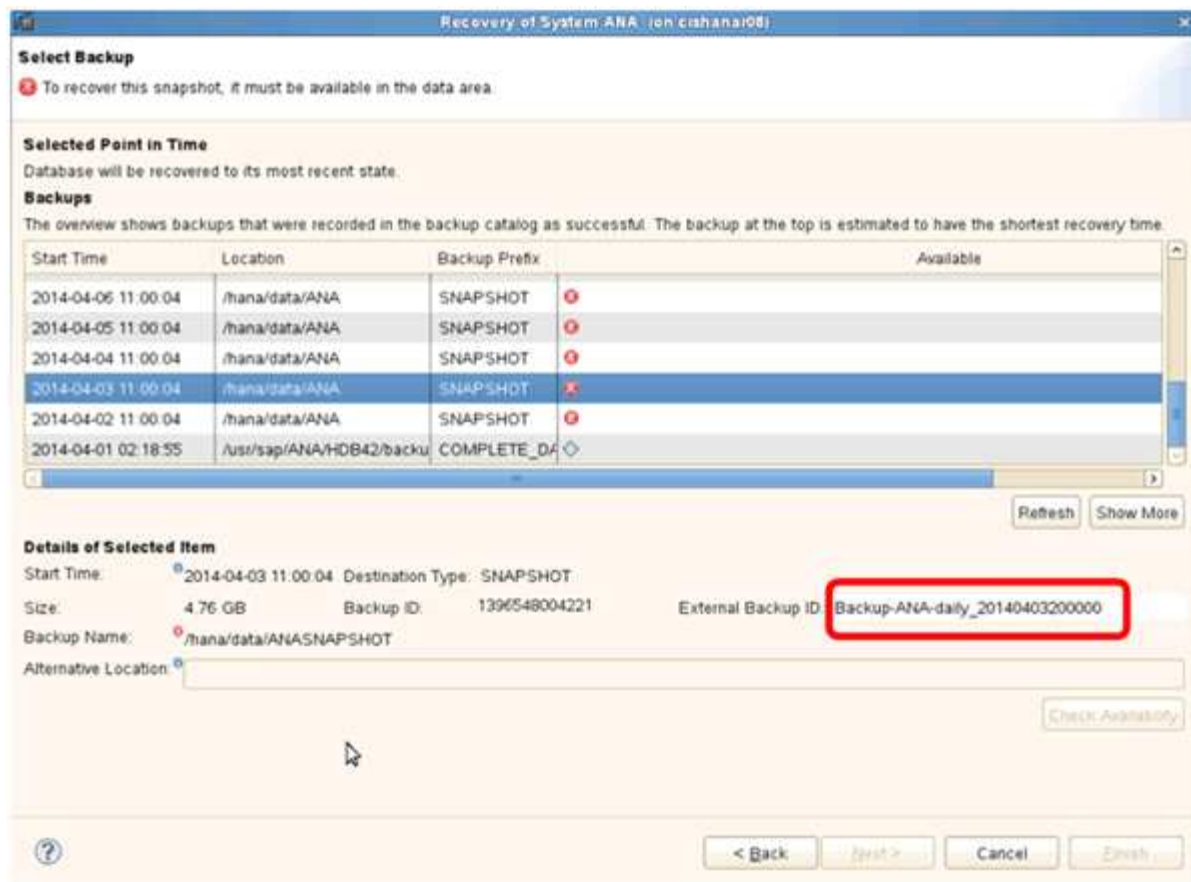 Recovery of System ANA (on cishanar08)
Select Backup
To recover this snapshot, it must be available in the data area.
Selected Point in Time
Database will be recovered to its most recent state.
Backups
The overview shows backups that were recorded in the backup catalog as successful. The backup at the top is estimated to have the shortest recovery time.
Start Time Location Backup Prefix Available
2014-04-06 11:00:04 /hana/data/ANA SNAPSHOT
2014-04-05 11:00:04 /hana/data/ANA SNAPSHOT
2014-04-04 11:00:04 /hana/data/ANA SNAPSHOT
2014-04-03 11:00:04 /hana/data/ANA SNAPSHOT
2014-04-02 11:00:04 /hana/data/ANA SNAPSHOT
2014-04-01 02:18:55 /usr/sap/ANA/HDB42/backu COMPLETE_DA
Refresh Show More
Details of Selected Item
Start Time: 2014-04-03 11:00:04 Destination Type: SNAPSHOT
Size: 4.76 GB Backup ID: 1396548004221 External Backup ID: Backup-ANA-daily_20140403200000
Backup Name: /hana/data/ANASNAPSHOT
Alternative Location:
Check Availability
< Back Next > Cancel Finish